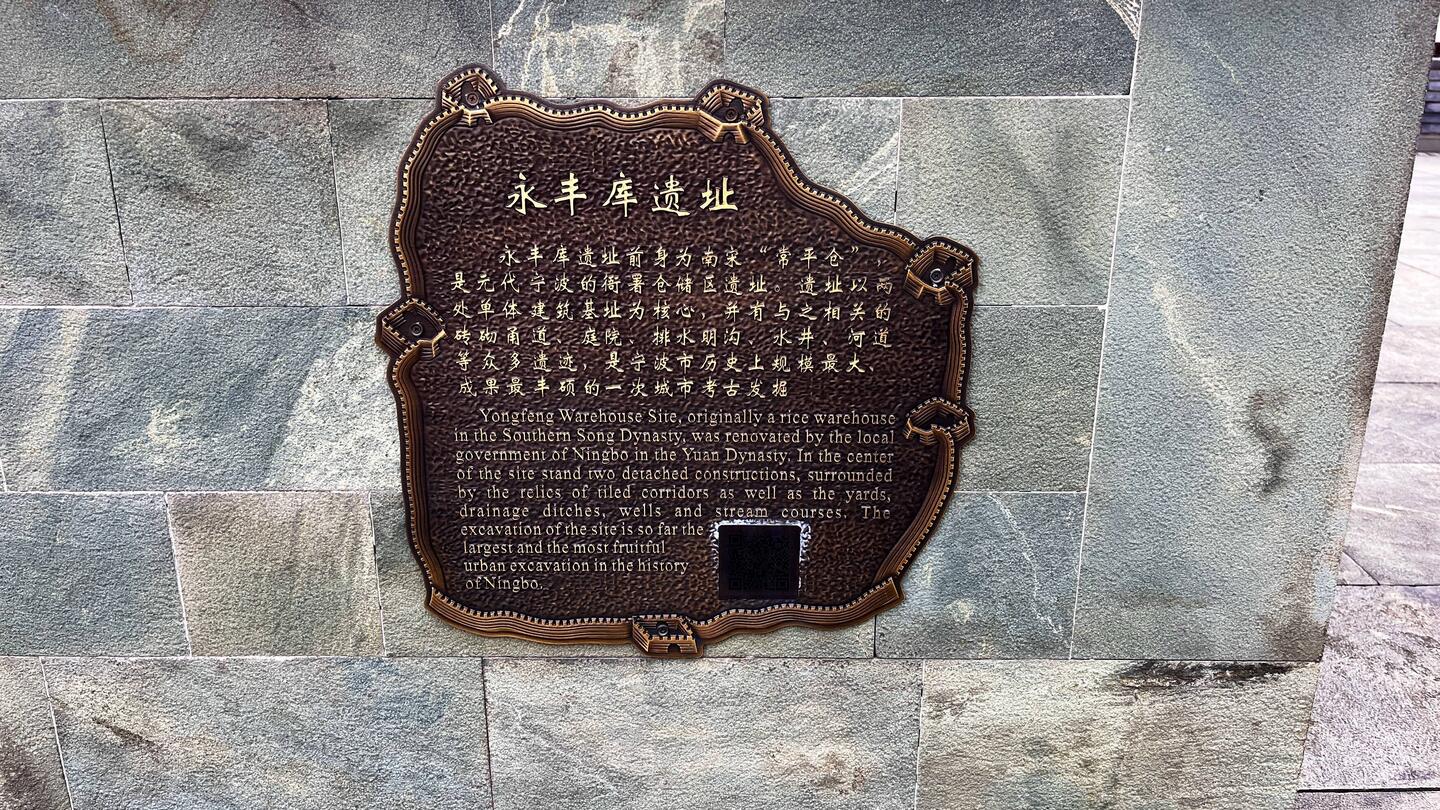 永丰库遗址
永丰库遗址前身为南宋“常平仓”，
是元代宁波的衙署仓储区遗址。遗址以两
处单体建筑基址为核心，并有与之相关的
砖砌甬道、庭院、排水明沟、水井、河道
等众多遗迹，是宁波市历史上规模最大、
成果最丰硕的一次城市考古发掘
Yongfeng Warehouse Site, originally a rice warehouse
in the Southern Song Dynasty, was renovated by the local
government of Ningbo in the Yuan Dynasty. In the center
of the site stand two detached constructions, surrounded
by the relics of tiled corridors as well as the yards,
drainage ditches, wells and stream courses. The
excavation of the site is so far the
largest and the most fruitful
urban excavation in the history
of Ningbo.